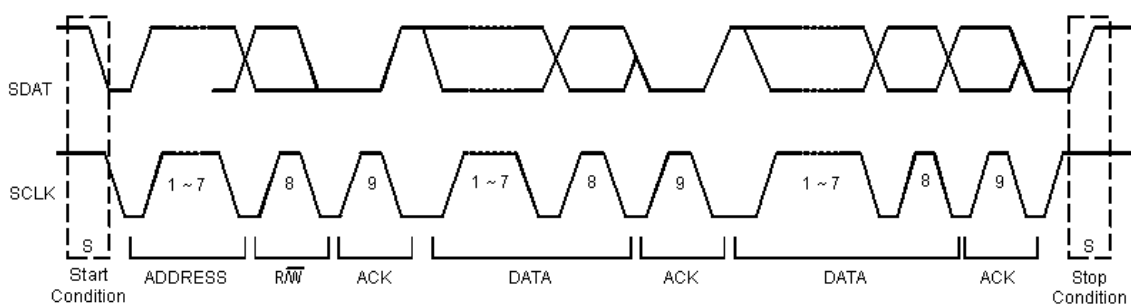 SDAT
SCLK
1 ~ 7
8
9
1 ~ 7
8
9
1 ~ 7
8
9
S
S
Start
Condition
ADDRESS
R/W
ACK
DATA
ACK
DATA
ACK
Stop
Condition